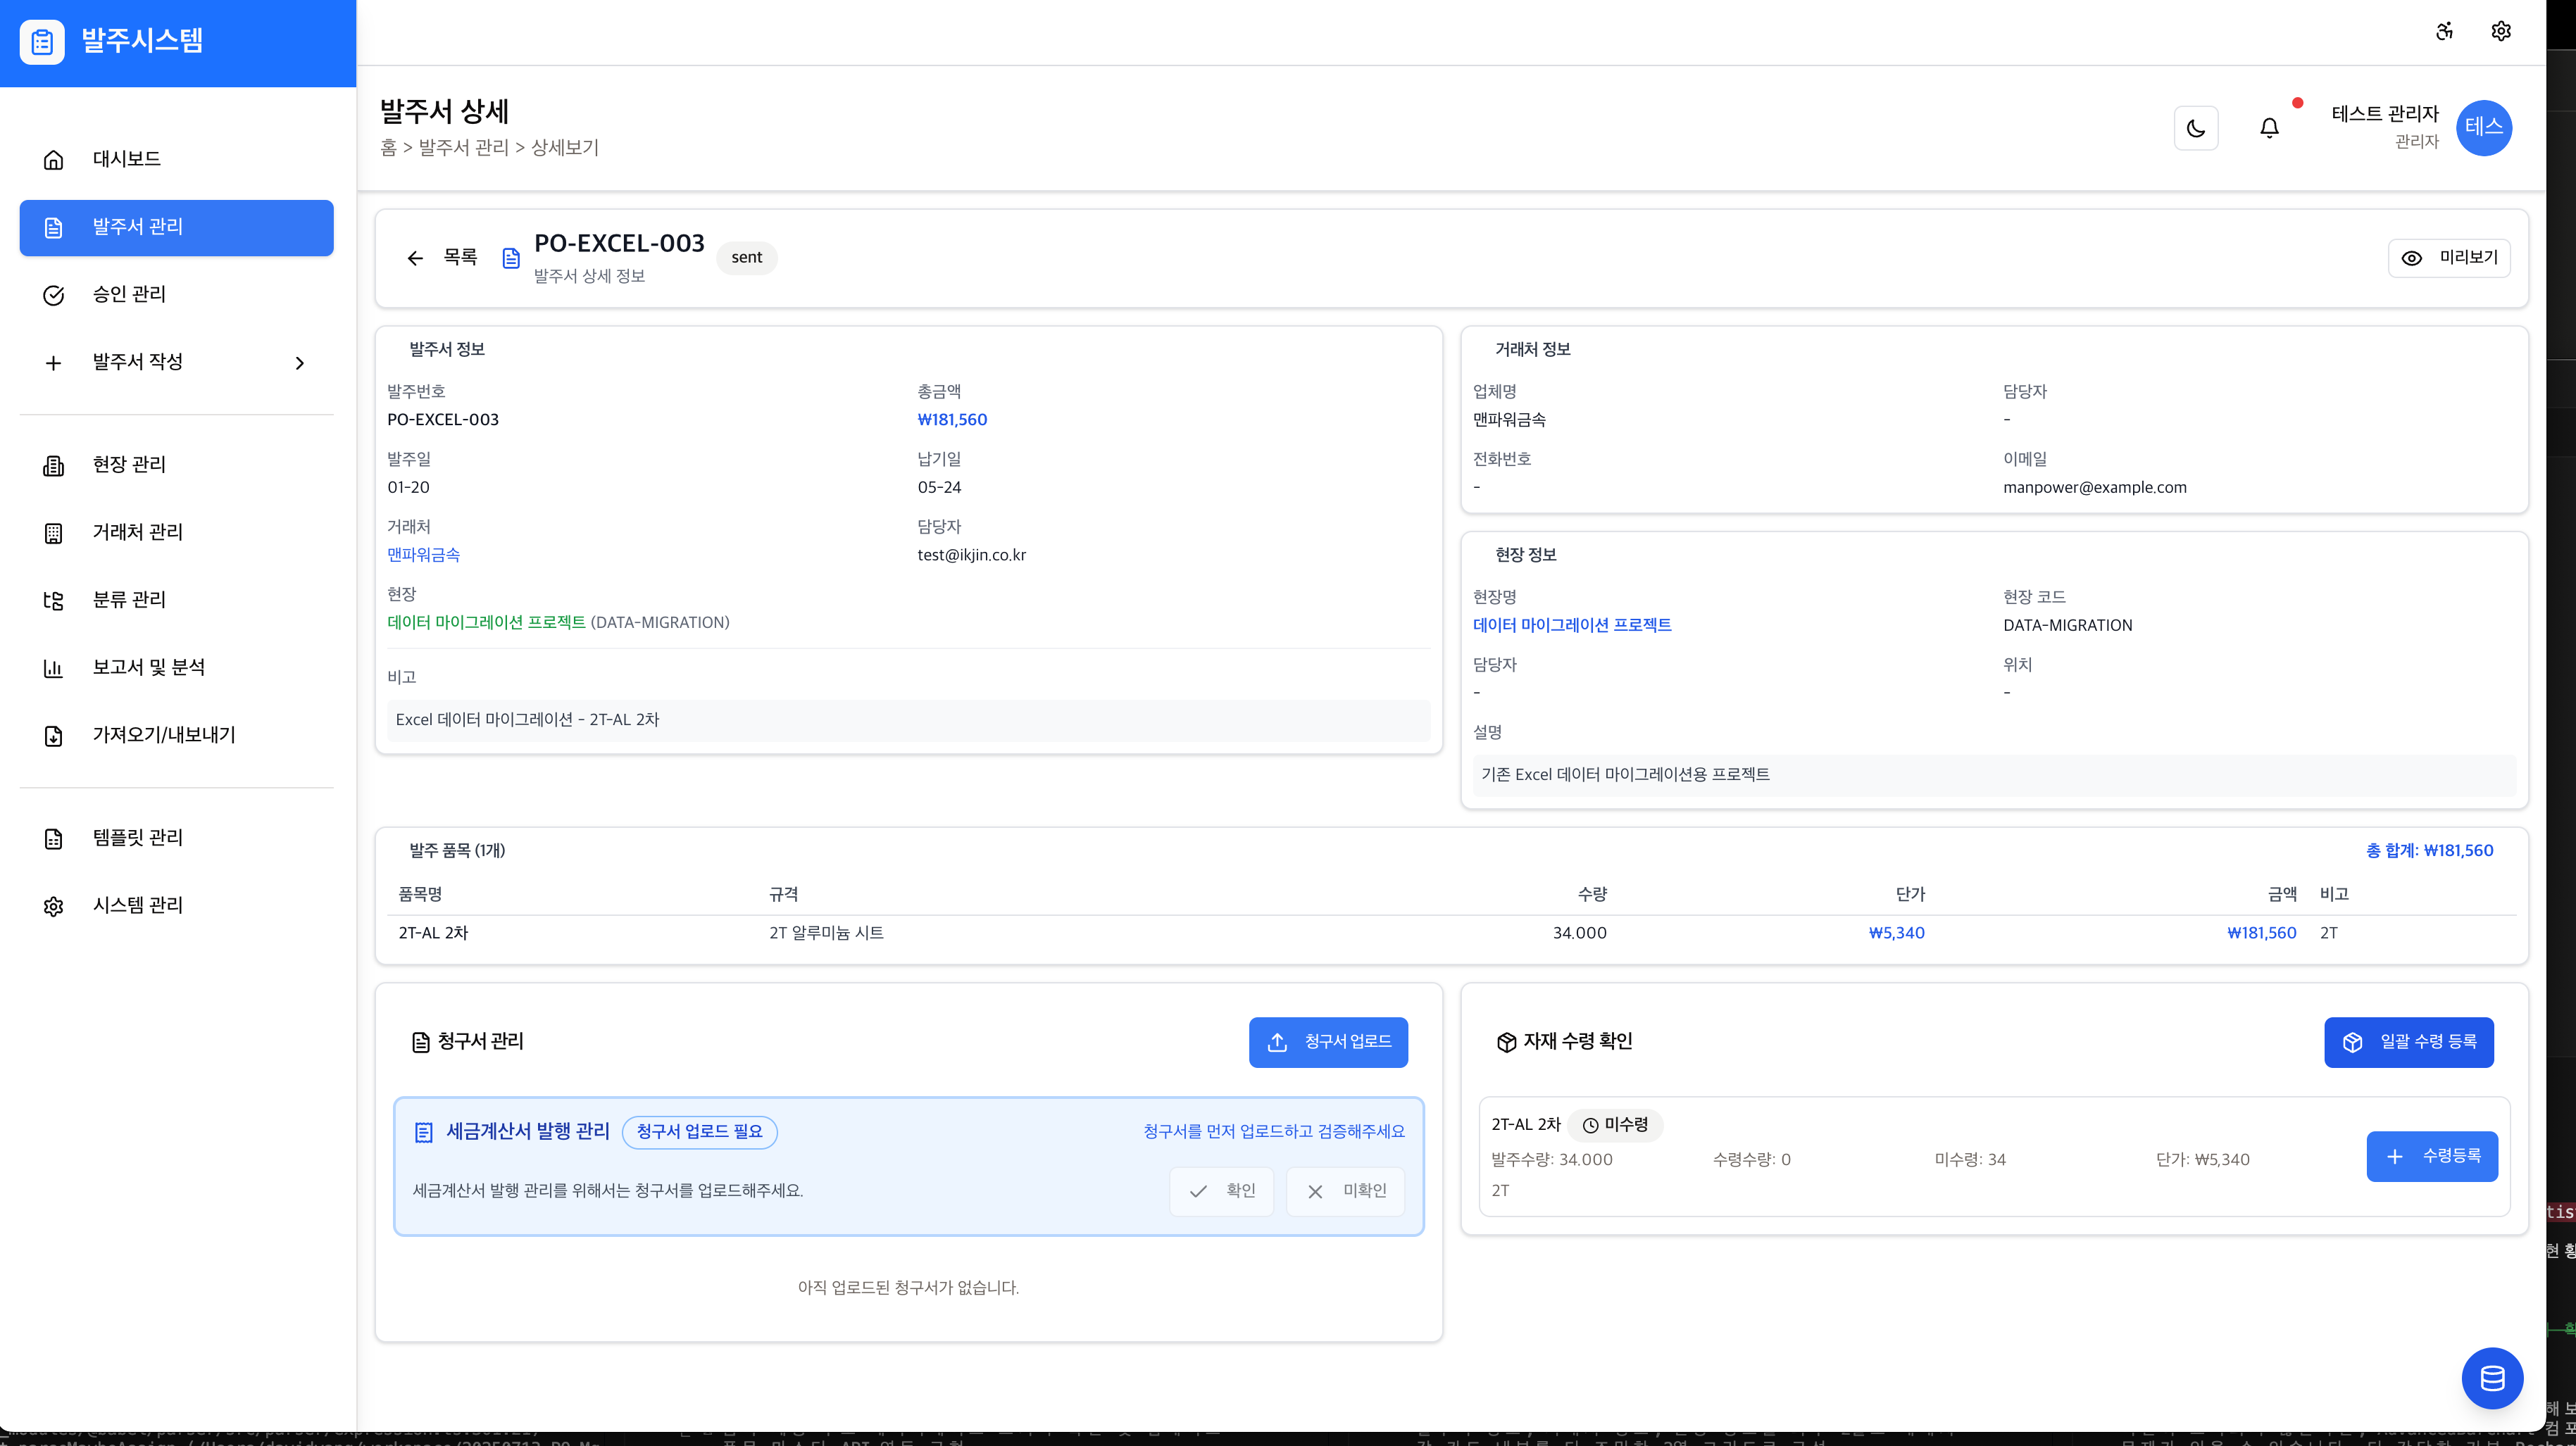 발주시스템
대시보드
발주서 관리
승인 관리
발주서 작성
현장 관리
거래처 관리
분류 관리
보고서 및 분석
가져오기/내보내기
템플릿 관리
시스템 관리
발주서 상세
홈 > 발주서 관리 > 상세보기
테스트 관리자
관리자
테스
목록
PO-EXCEL-003
발주서 상세 정보
sent
미리보기
발주서 정보
발주번호 총금액
PO-EXCEL-003 ₩181,560
발주일 납기일
01-20 05-24
거래처 담당자
맨파워금속 test@ikjin.co.kr
현장
데이터 마이그레이션 프로젝트 (DATA-MIGRATION)
비고
Excel 데이터 마이그레이션 - 2T-AL 2차
거래처 정보
업체명 담당자
맨파워금속 -
전화번호 이메일
- manpower@example.com
현장 정보
현장명 현장 코드
데이터 마이그레이션 프로젝트 DATA-MIGRATION
담당자 위치
- -
설명
기존 Excel 데이터 마이그레이션용 프로젝트
발주 품목 (1개) 총 합계: ₩181,560
품목명 규격 수량 단가 금액 비고
2T-AL 2차 2T 알루미늄 시트 34.000 ₩5,340 ₩181,560 2T
청구서 관리 청구서 업로드
세금계산서 발행 관리 청구서 업로드 필요 청구서를 먼저 업로드하고 검증해주세요
세금계산서 발행 관리를 위해서는 청구서를 업로드해주세요. 확인 미확인
아직 업로드된 청구서가 없습니다.
자재 수령 확인 일괄 수령 등록
2T-AL 2차 미수령
발주수량: 34.000 수령수량: 0 미수령: 34 단가: ₩5,340 수령등록
2T